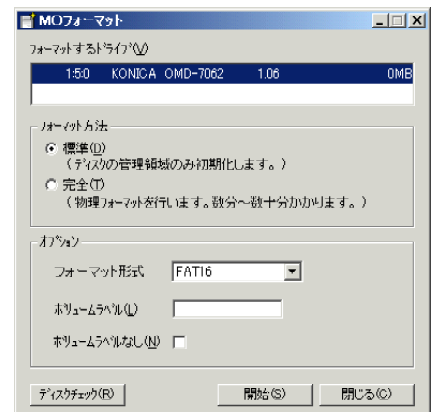 MOフォーマット
フォーマットするドライブ(V)
1:5:0 KONICA OMD-7062 1.06 0MB
フォーマット方法
標準(D)
(ディスクの管理領域のみ初期化します。)
完全(T)
(物理フォーマットを行います。数分～数十分かかります。)
オプション
フォーマット形式 FAT16
ボリュームラベル(L)
ボリュームラベルなし(N)
ディスクチェック(R) 開始(S) 閉じる(C)